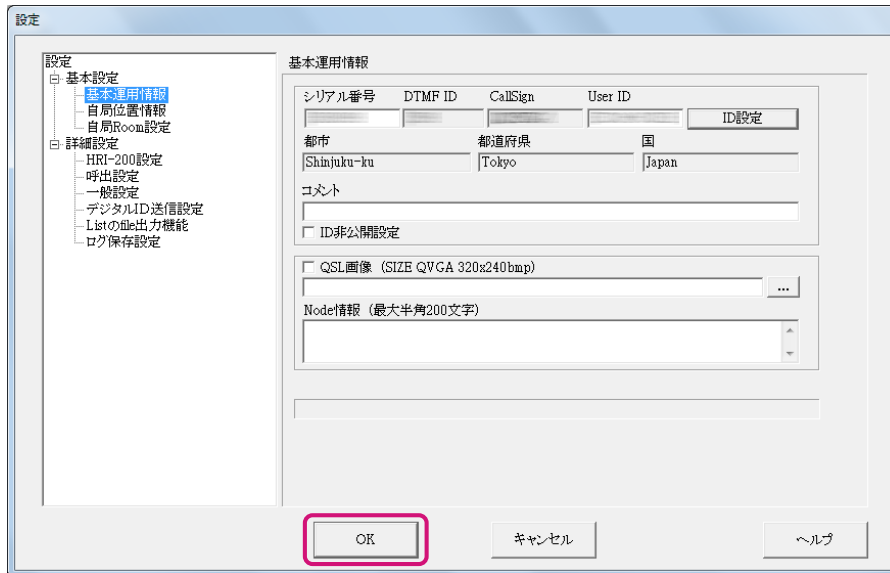 設定
設定
基本設定
基本運用情報
自局位置情報
自局Room設定
詳細設定
HRI-200設定
呼出設定
一般設定
デジタルID送信設定
Listのfile出力機能
ログ保存設定
基本運用情報
シリアル番号 DTMF ID CallSign User ID
ID設定
都市 都道府県 国
Shinjuku-ku Tokyo Japan
コメント
ID非公開設定
QSL画像 (SIZE QVGA 320x240bmp)
...
Node情報 (最大半角200文字)
OK キャンセル ヘルプ